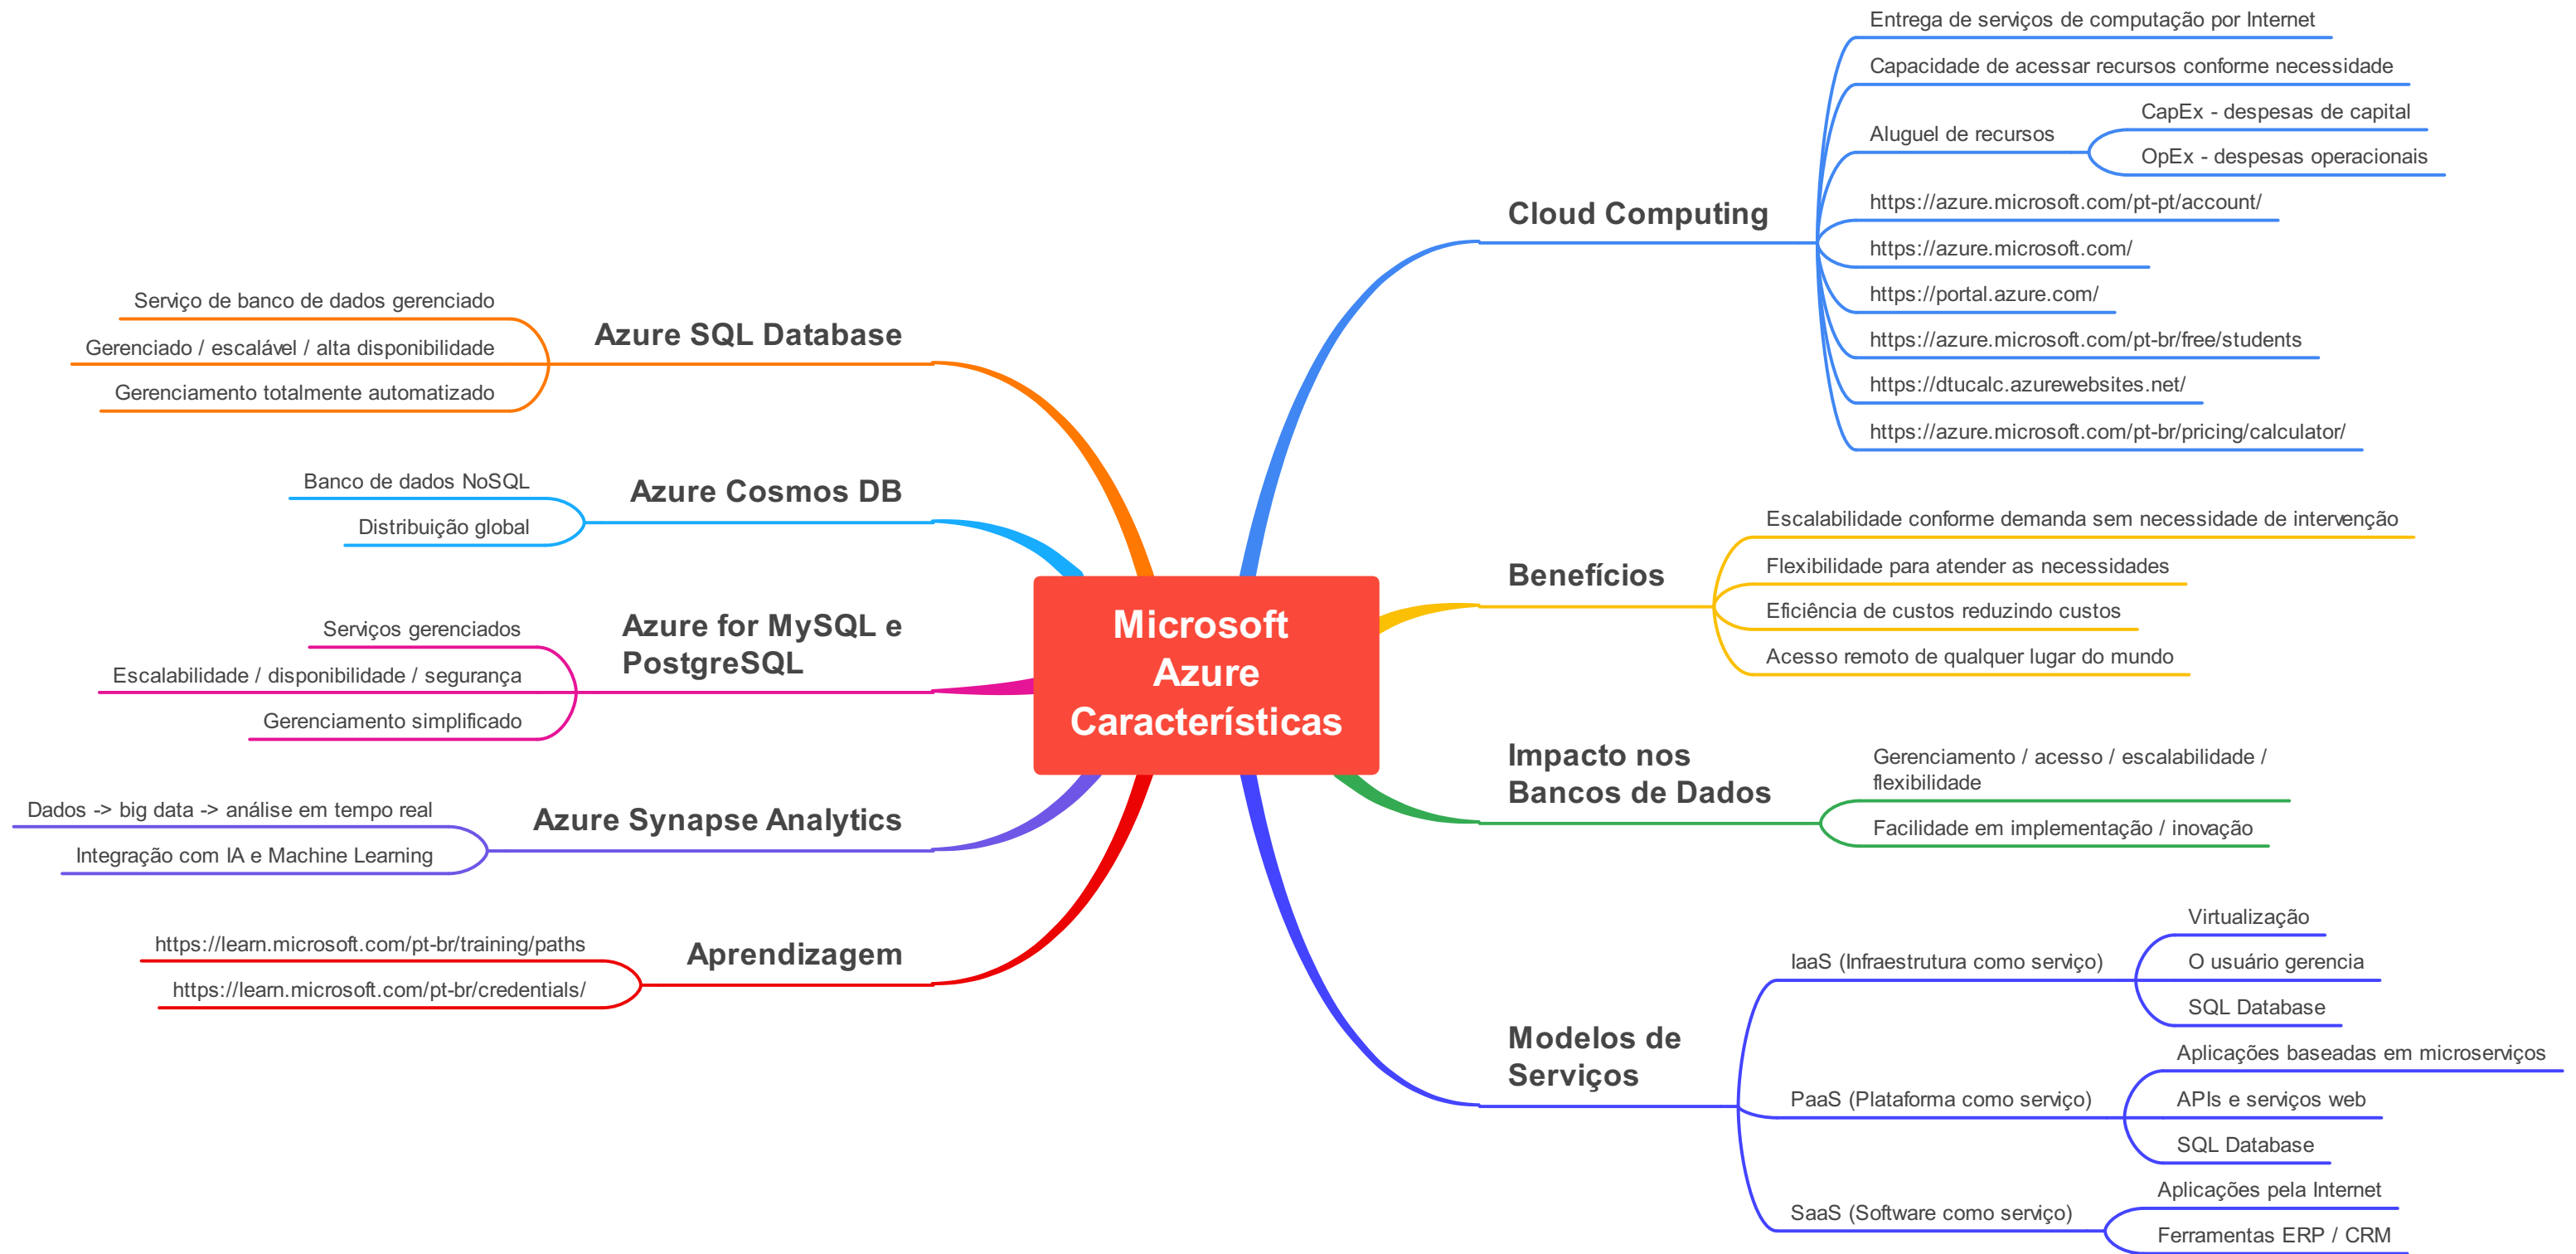 Microsoft
Azure
Características
Cloud Computing
Entrega de serviços de computação por Internet
Capacidade de acessar recursos conforme necessidade
Aluguel de recursos
CapEx - despesas de capital
OpEx - despesas operacionais
https://azure.microsoft.com/pt-pt/account/
https://azure.microsoft.com/
https://portal.azure.com/
https://azure.microsoft.com/pt-br/free/students
https://dtucalc.azurewebsites.net/
https://azure.microsoft.com/pt-br/pricing/calculator/
Benefícios
Escalabilidade conforme demanda sem necessidade de intervenção
Flexibilidade para atender as necessidades
Eficiência de custos reduzindo custos
Acesso remoto de qualquer lugar do mundo
Impacto nos
Bancos de Dados
Gerenciamento / acesso / escalabilidade /
flexibilidade
Facilidade em implementação / inovação
Modelos de
Serviços
IaaS (Infraestrutura como serviço)
Virtualização
O usuário gerencia
SQL Database
PaaS (Plataforma como serviço)
Aplicações baseadas em microserviços
APIs e serviços web
SQL Database
SaaS (Software como serviço)
Aplicações pela Internet
Ferramentas ERP / CRM
Azure SQL Database
Serviço de banco de dados gerenciado
Gerenciado / escalável / alta disponibilidade
Gerenciamento totalmente automatizado
Azure Cosmos DB
Banco de dados NoSQL
Distribuição global
Azure for MySQL e
PostgreSQL
Serviços gerenciados
Escalabilidade / disponibilidade / segurança
Gerenciamento simplificado
Azure Synapse Analytics
Dados -> big data -> análise em tempo real
Integração com IA e Machine Learning
Aprendizagem
https://learn.microsoft.com/pt-br/training/paths
https://learn.microsoft.com/pt-br/credentials/